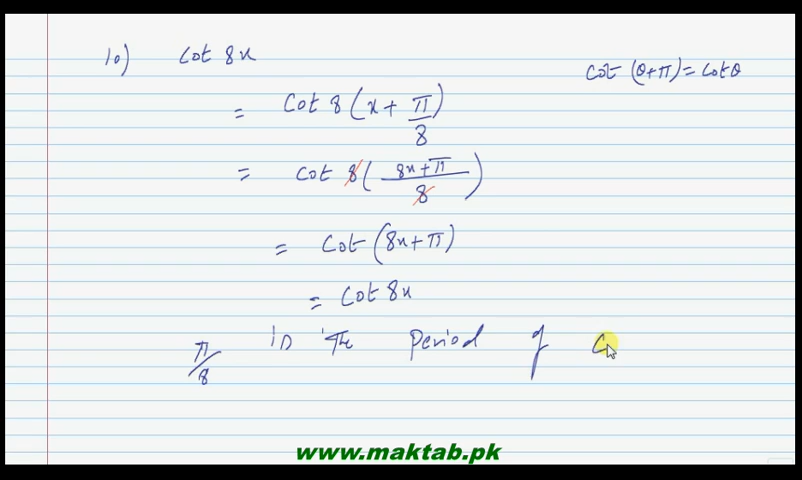 10) cot 8x
cot (θ+π) = cotθ
= cot 8 (x + π/8)
= cot 8 ( 8x+π / 8 )
= cot (8x+π)
= cot 8x
π/8 is the period of c
www.maktab.pk